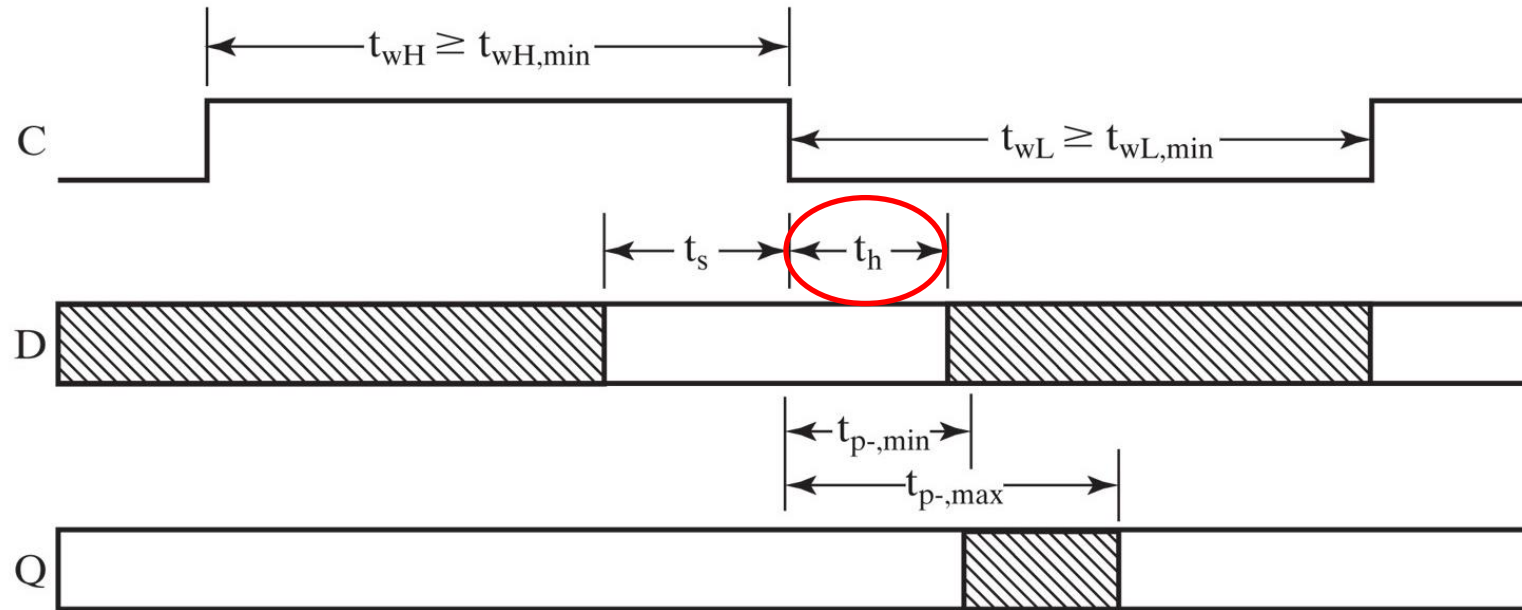 t_wH ≥ t_wH,min
C
t_wL ≥ t_wL,min
t_s
t_h
D
t_p-,min
t_p-,max
Q